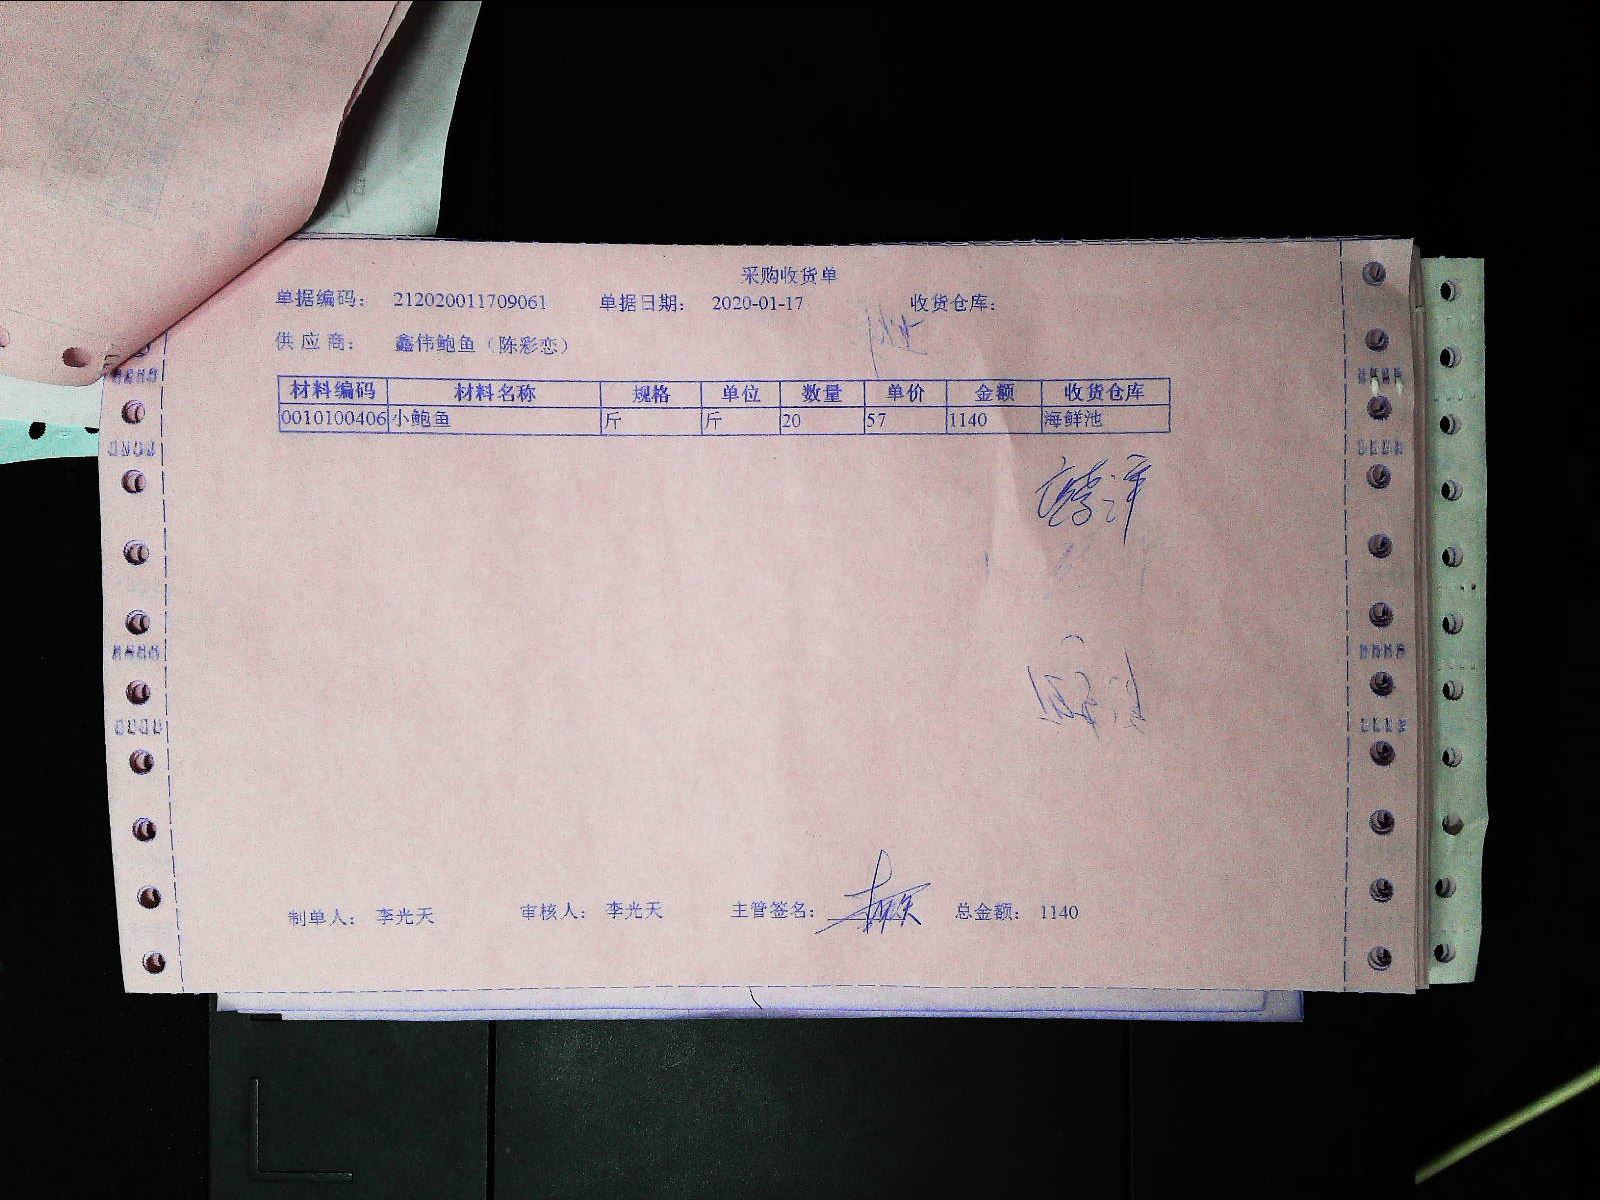 采购收货单
单据编码： 212020011709061 单据日期： 2020-01-17 收货仓库：
供 应 商： 鑫伟鲍鱼（陈彩恋）
材料编码 材料名称 规格 单位 数量 单价 金额 收货仓库
0010100406 小鲍鱼 斤 斤 20 57 1140 海鲜池
制单人： 李光天 审核人： 李光天 主管签名： 总金额： 1140